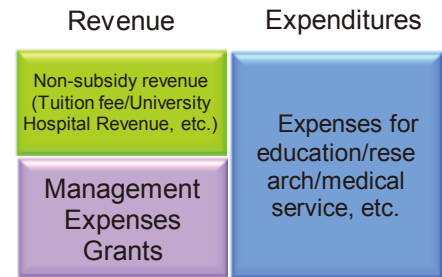 Revenue
Expenditures
Non-subsidy revenue
(Tuition fee/University
Hospital Revenue, etc.)
Management
Expenses
Grants
Expenses for
education/rese
arch/medical
service, etc.